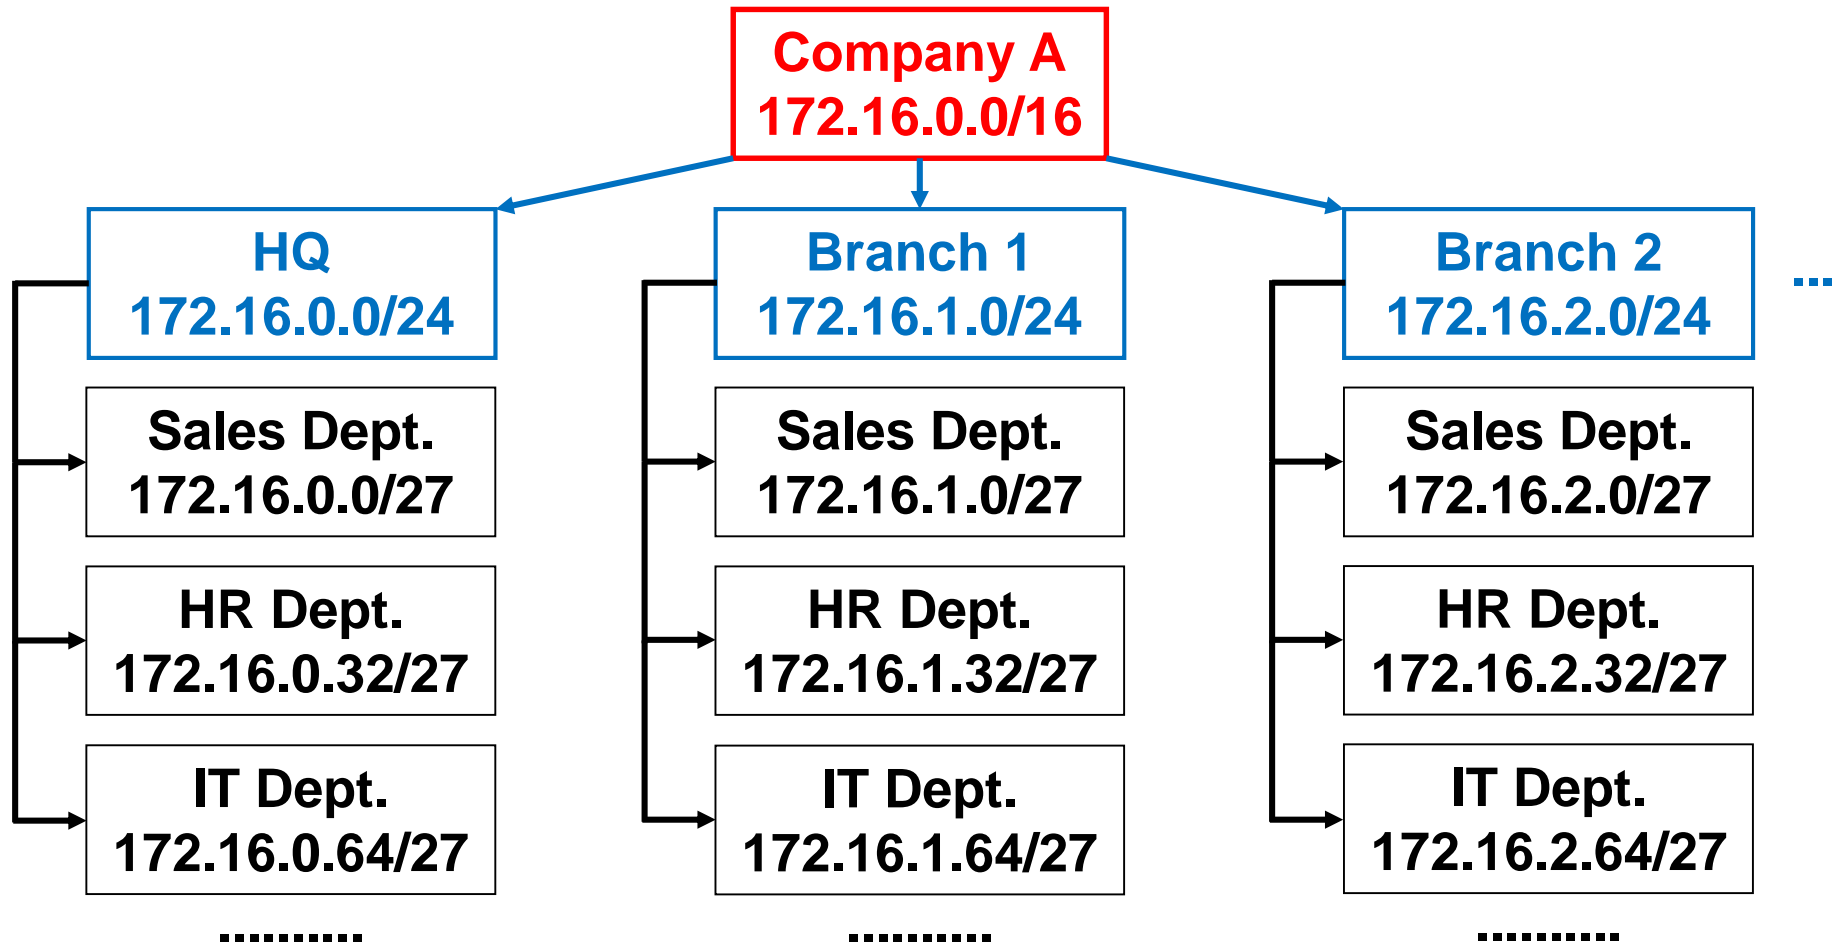 Company A
172.16.0.0/16
HQ
172.16.0.0/24
Branch 1
172.16.1.0/24
Branch 2
172.16.2.0/24
Sales Dept.
172.16.0.0/27
Sales Dept.
172.16.1.0/27
Sales Dept.
172.16.2.0/27
HR Dept.
172.16.0.32/27
HR Dept.
172.16.1.32/27
HR Dept.
172.16.2.32/27
IT Dept.
172.16.0.64/27
IT Dept.
172.16.1.64/27
IT Dept.
172.16.2.64/27